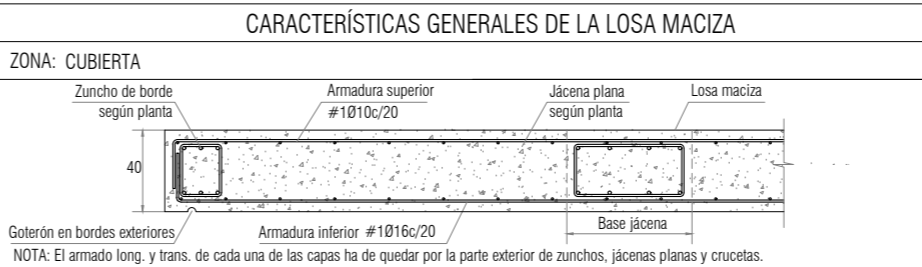 CARACTERÍSTICAS GENERALES DE LA LOSA MACIZA
ZONA: CUBIERTA
Zuncho de borde
según planta
Armadura superior
#1Ø10c/20
Jácena plana
según planta
Losa maciza
40
Goterón en bordes exteriores
Armadura inferior #1Ø16c/20
Base jácena
NOTA: El armado long. y trans. de cada una de las capas ha de quedar por la parte exterior de zunchos, jácenas planas y crucetas.